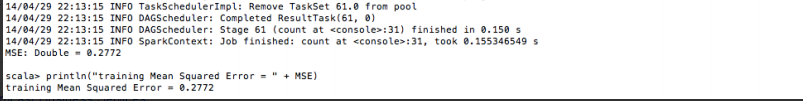 14/04/29 22:13:15 INFO TaskSchedulerImpl: Remove TaskSet 61.0 from pool
14/04/29 22:13:15 INFO DAGScheduler: Completed ResultTask(61, 0)
14/04/29 22:13:15 INFO DAGScheduler: Stage 61 (count at <console>:31) finished in 0.150 s
14/04/29 22:13:15 INFO SparkContext: Job finished: count at <console>:31, took 0.155346549 s
MSE: Double = 0.2772
scala> println("training Mean Squared Error = " + MSE)
training Mean Squared Error = 0.2772